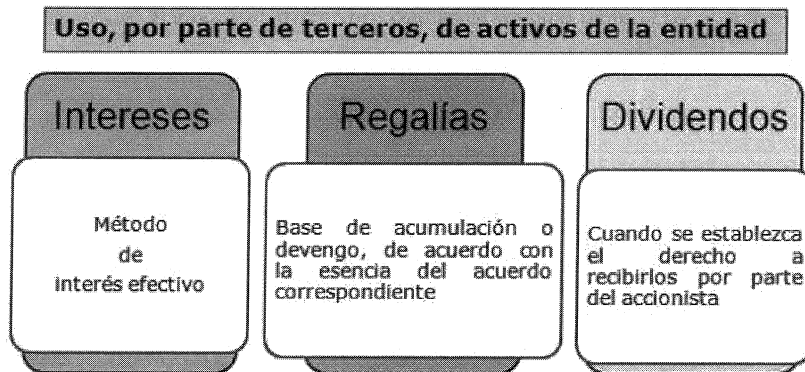 Uso, por parte de terceros, de activos de la entidad
Intereses
Método
de
interés efectivo
Regalías
Base de acumulación o
devengo, de acuerdo con
la esencia del acuerdo
correspondiente
Dividendos
Cuando se establezca
el derecho a
recibirlos por parte
del accionista